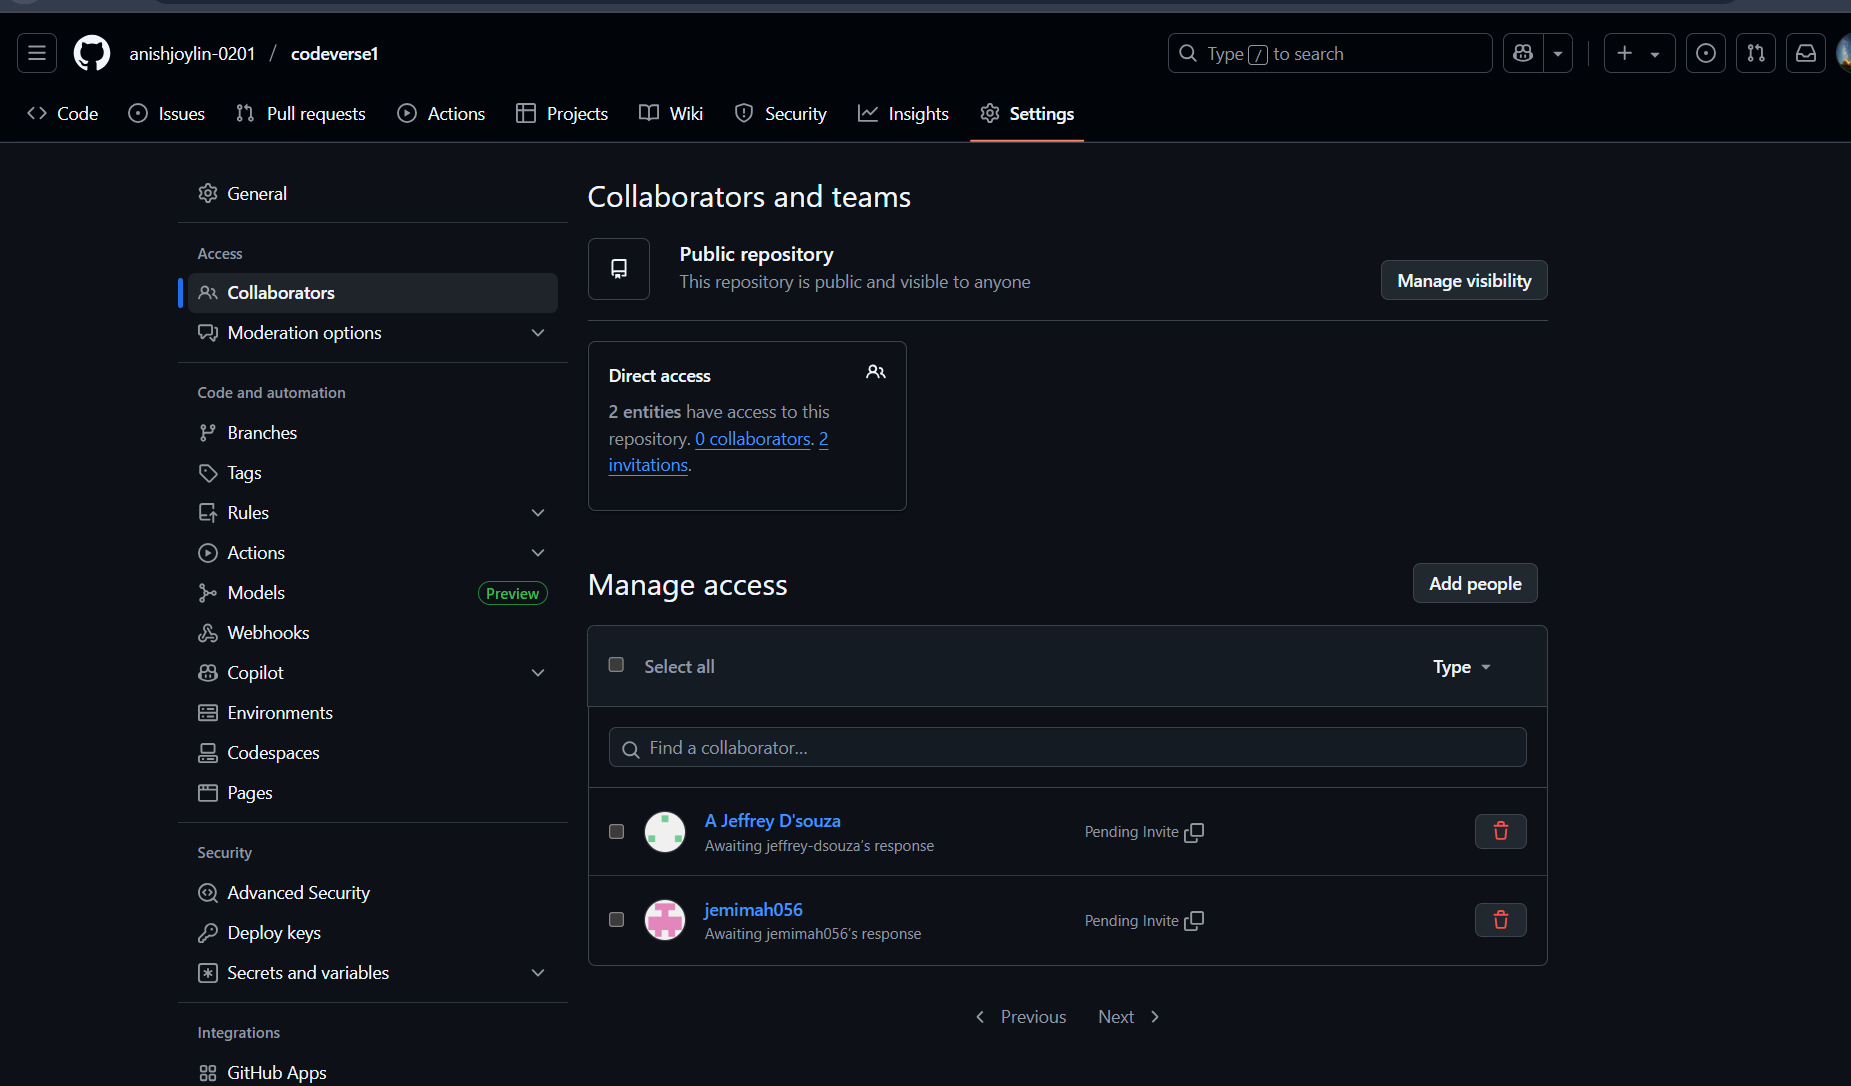 anishjoylin-0201 / codeverse1
Type / to search
Code
Issues
Pull requests
Actions
Projects
Wiki
Security
Insights
Settings
General
Access
Collaborators
Moderation options
Code and automation
Branches
Tags
Rules
Actions
Models
Preview
Webhooks
Copilot
Environments
Codespaces
Pages
Security
Advanced Security
Deploy keys
Secrets and variables
Integrations
GitHub Apps
Collaborators and teams
Public repository
This repository is public and visible to anyone
Manage visibility
Direct access
2 entities have access to this
repository. 0 collaborators. 2
invitations.
Manage access
Add people
Select all
Type
Find a collaborator...
A Jeffrey D'souza
Awaiting jeffrey-dsouza's response
Pending Invite
jemimah056
Awaiting jemimah056's response
Pending Invite
Previous
Next